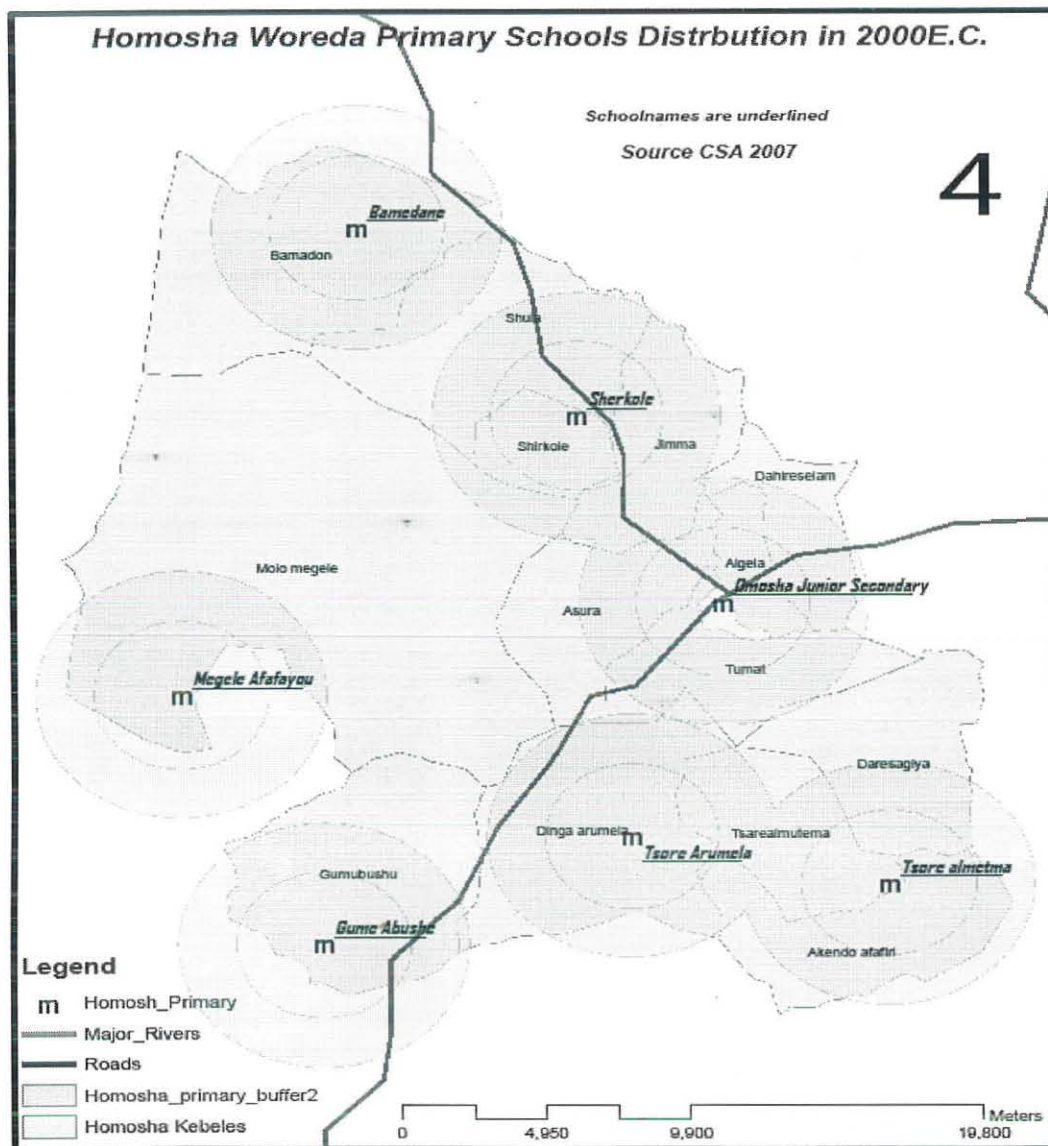 Homosha Woreda Primary Schools Distrbution in 2000E.C.
Schoolnames are underlined
Source CSA 2007
4
Bamedane
m
Bamadon
Shula
Sherkole
m
Shirkole
Jimma
Dahireselam
Algela
Molo megele
Omosha Junior Secondary
m
Asura
Tumat
Megele Afafayou
m
Daresagiya
Dinga arumela
m
Tsarealmutema
Tsore Arumela
Tsore almetma
m
Gumubushu
Gume Abushe
m
Akendo afafiri
Legend
m Homosh_Primary
Major_Rivers
Roads
Homosha_primary_buffer2
Homosha Kebeles
Meters
0 4,950 9,900 19,800